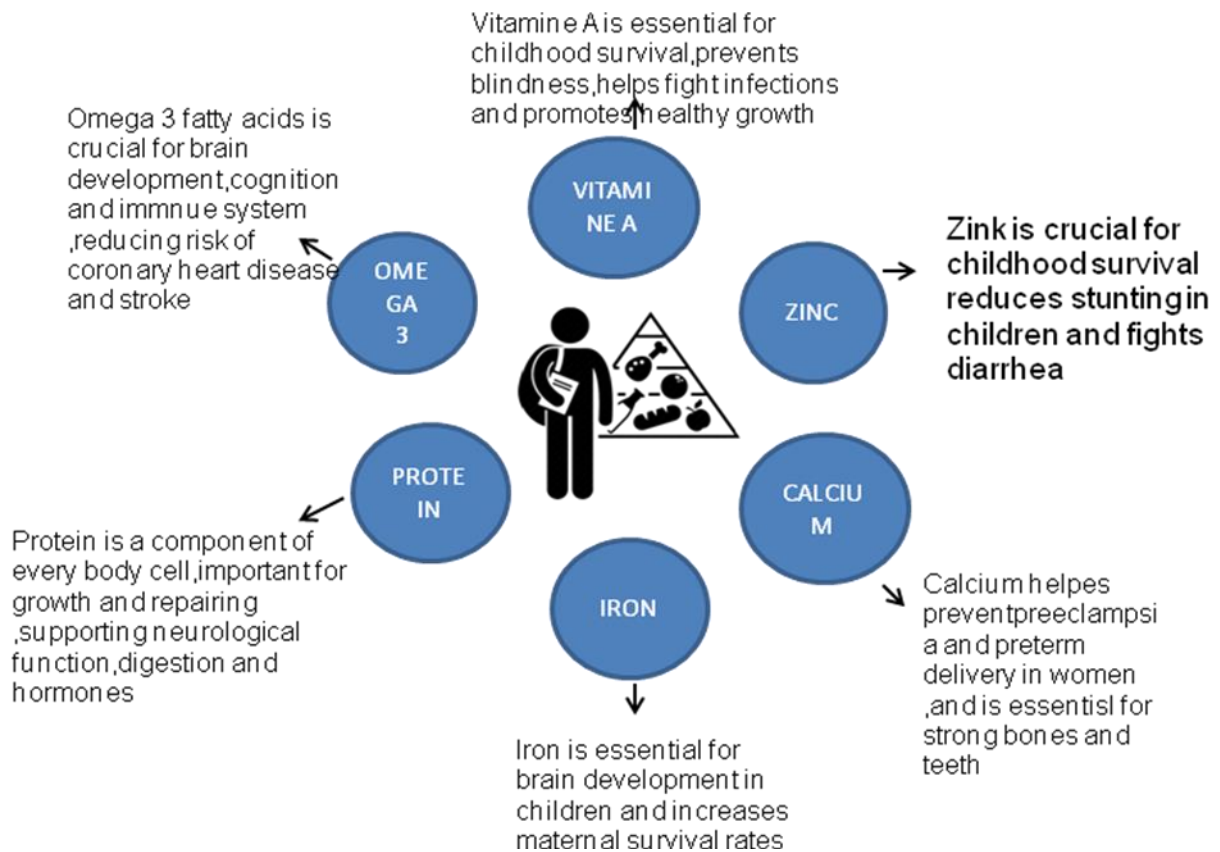 Vitamine A is essential for
childhood survival,prevents
blindness,helps fight infections
and promotes healthy growth
VITAMI
NE A
Omega 3 fatty acids is
crucial for brain
development,cognition
and immnue system
,reducing risk of
coronary heart disease
and stroke
OME
GA
3
ZINC
Zink is crucial for
childhood survival
reduces stunting in
children and fights
diarrhea
PROTE
IN
Protein is a component of
every body cell,important for
growth and repairing
,supporting neurological
function,digestion and
hormones
CALCIU
M
Calcium helpes
preventpreeclampsi
a and preterm
delivery in women
,and is essentisl for
strong bones and
teeth
IRON
Iron is essential for
brain development in
children and increases
maternal survival rates